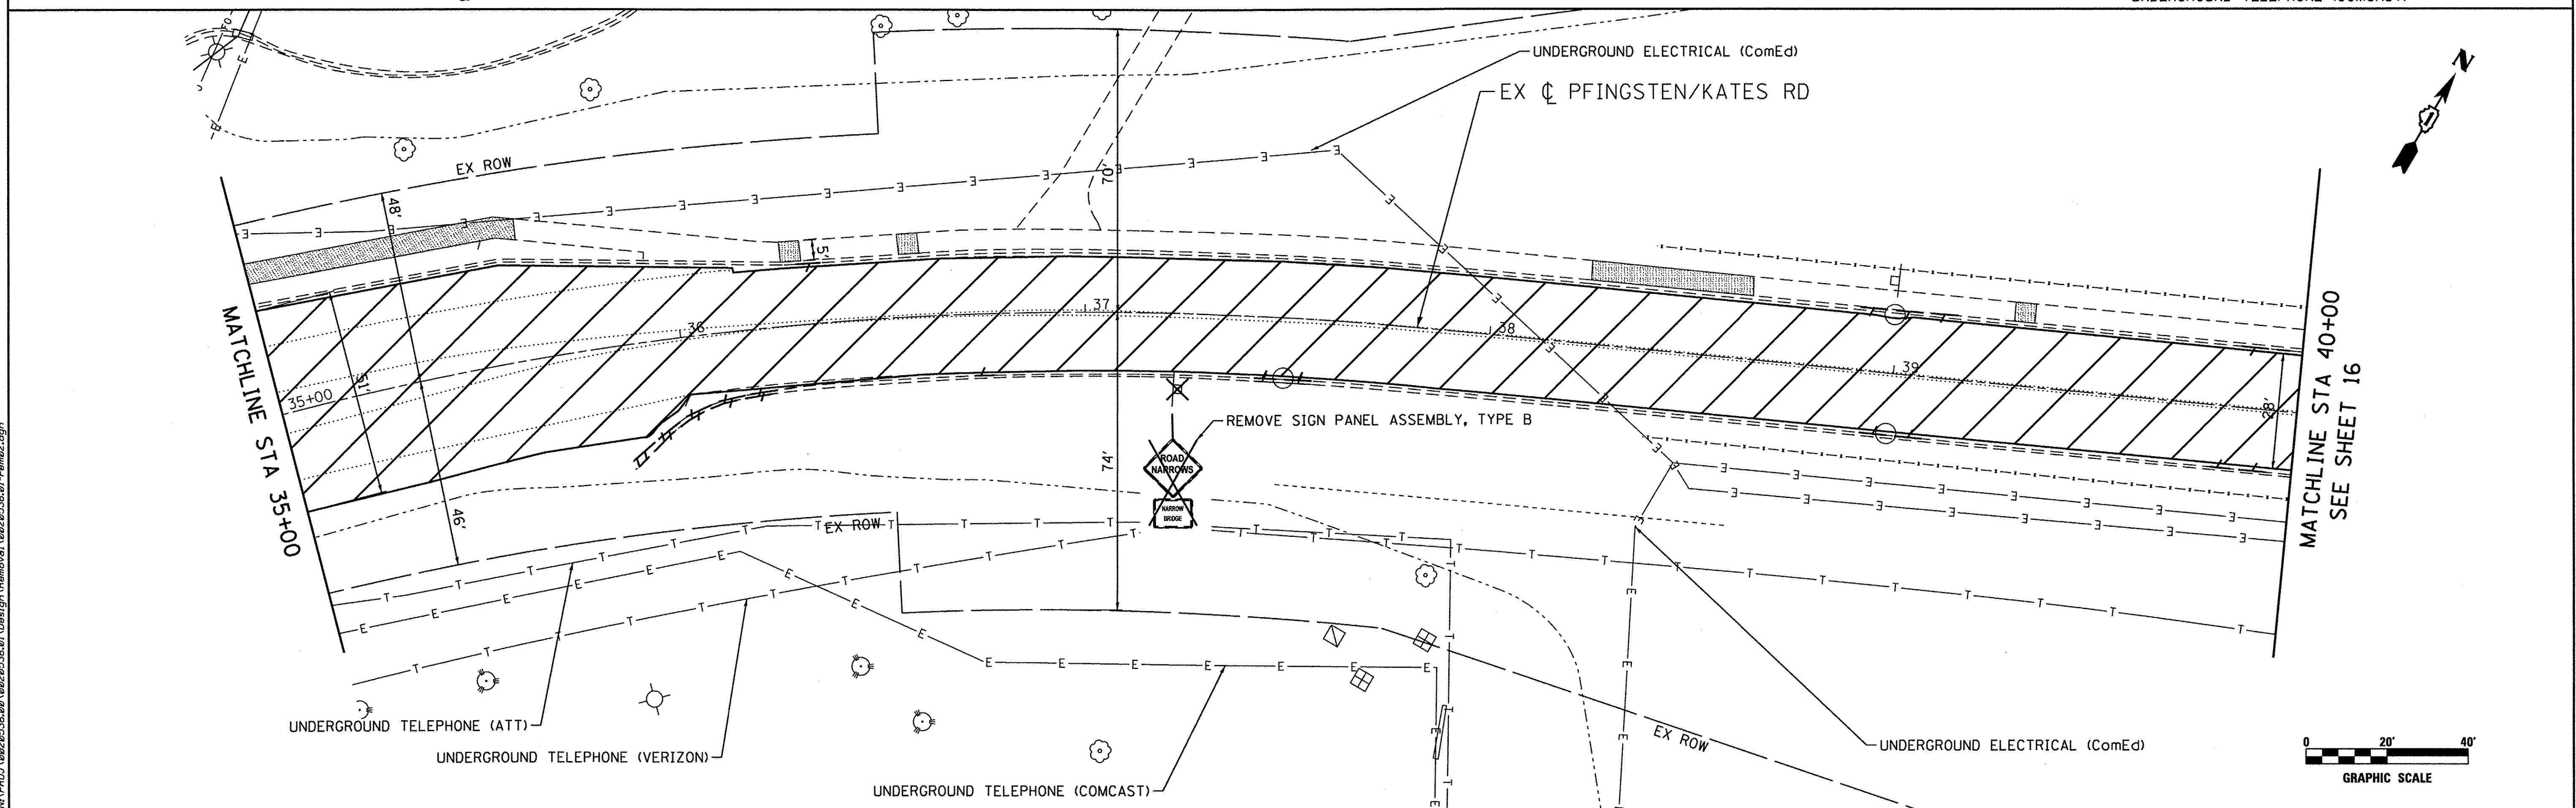 UNDERGROUND TELEPHONE (COMCAST)
UNDERGROUND ELECTRICAL (ComEd)
EX ℄ PFINGSTEN/KATES RD
N
EX ROW
48'
70'
5'
MATCHLINE STA 35+00
35+00
51'
36
37
38
39
28'
MATCHLINE STA 40+00
SEE SHEET 16
REMOVE SIGN PANEL ASSEMBLY, TYPE B
ROAD
NARROWS
NARROW
BRIDGE
74'
46'
EX ROW
UNDERGROUND TELEPHONE (ATT)
UNDERGROUND TELEPHONE (VERIZON)
UNDERGROUND TELEPHONE (COMCAST)
EX ROW
UNDERGROUND ELECTRICAL (ComEd)
0 20' 40'
GRAPHIC SCALE